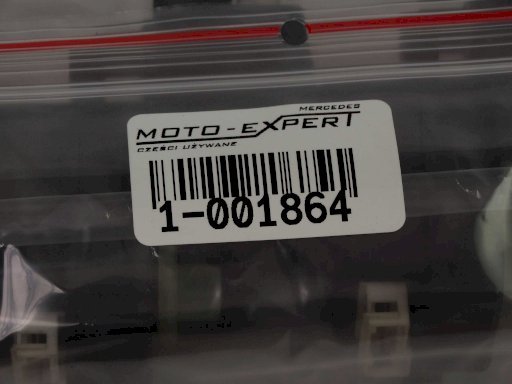 MERCEDES
MOTO-EXPERT
CZĘŚCI UŻYWANE
1-001864